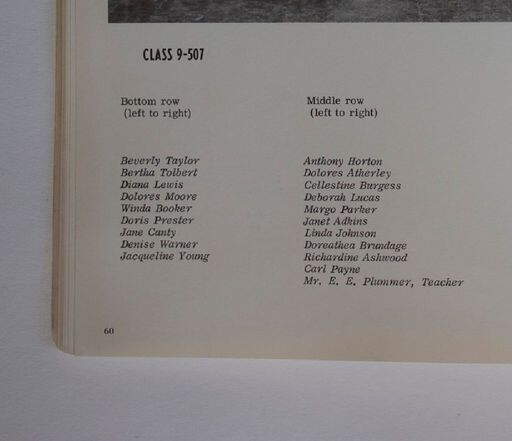 CLASS 9-507
Bottom row
(left to right)
Beverly Taylor
Bertha Tolbert
Diana Lewis
Dolores Moore
Winda Booker
Doris Prester
Jane Canty
Denise Warner
Jacqueline Young
Middle row
(left to right)
Anthony Horton
Dolores Atherley
Cellestine Burgess
Deborah Lucas
Margo Parker
Janet Adkins
Linda Johnson
Doreathea Brundage
Richardine Ashwood
Carl Payne
Mr. E. E. Plummer, Teacher
60